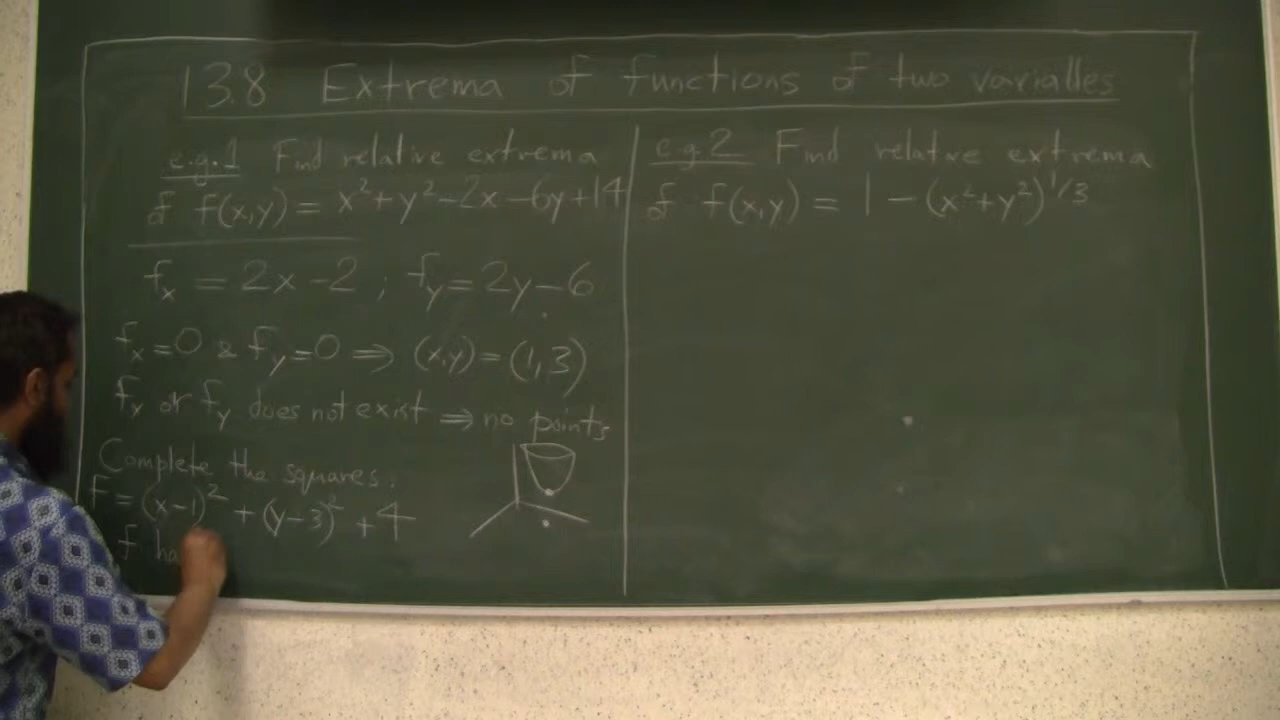 13.8 Extrema of functions of two variables
e.g.1 Find relative extrema
of f(x,y) = x²+y²-2x-6y+14
f_x = 2x-2 ; f_y = 2y-6
f_x=0 & f_y=0 ⇒ (x,y) = (1,3)
f_x or f_y does not exist ⇒ no points
Complete the squares:
f = (x-1)² + (y-3)² + 4
f ha
e.g.2 Find relative extrema
of f(x,y) = 1 - (x²+y²)^1/3